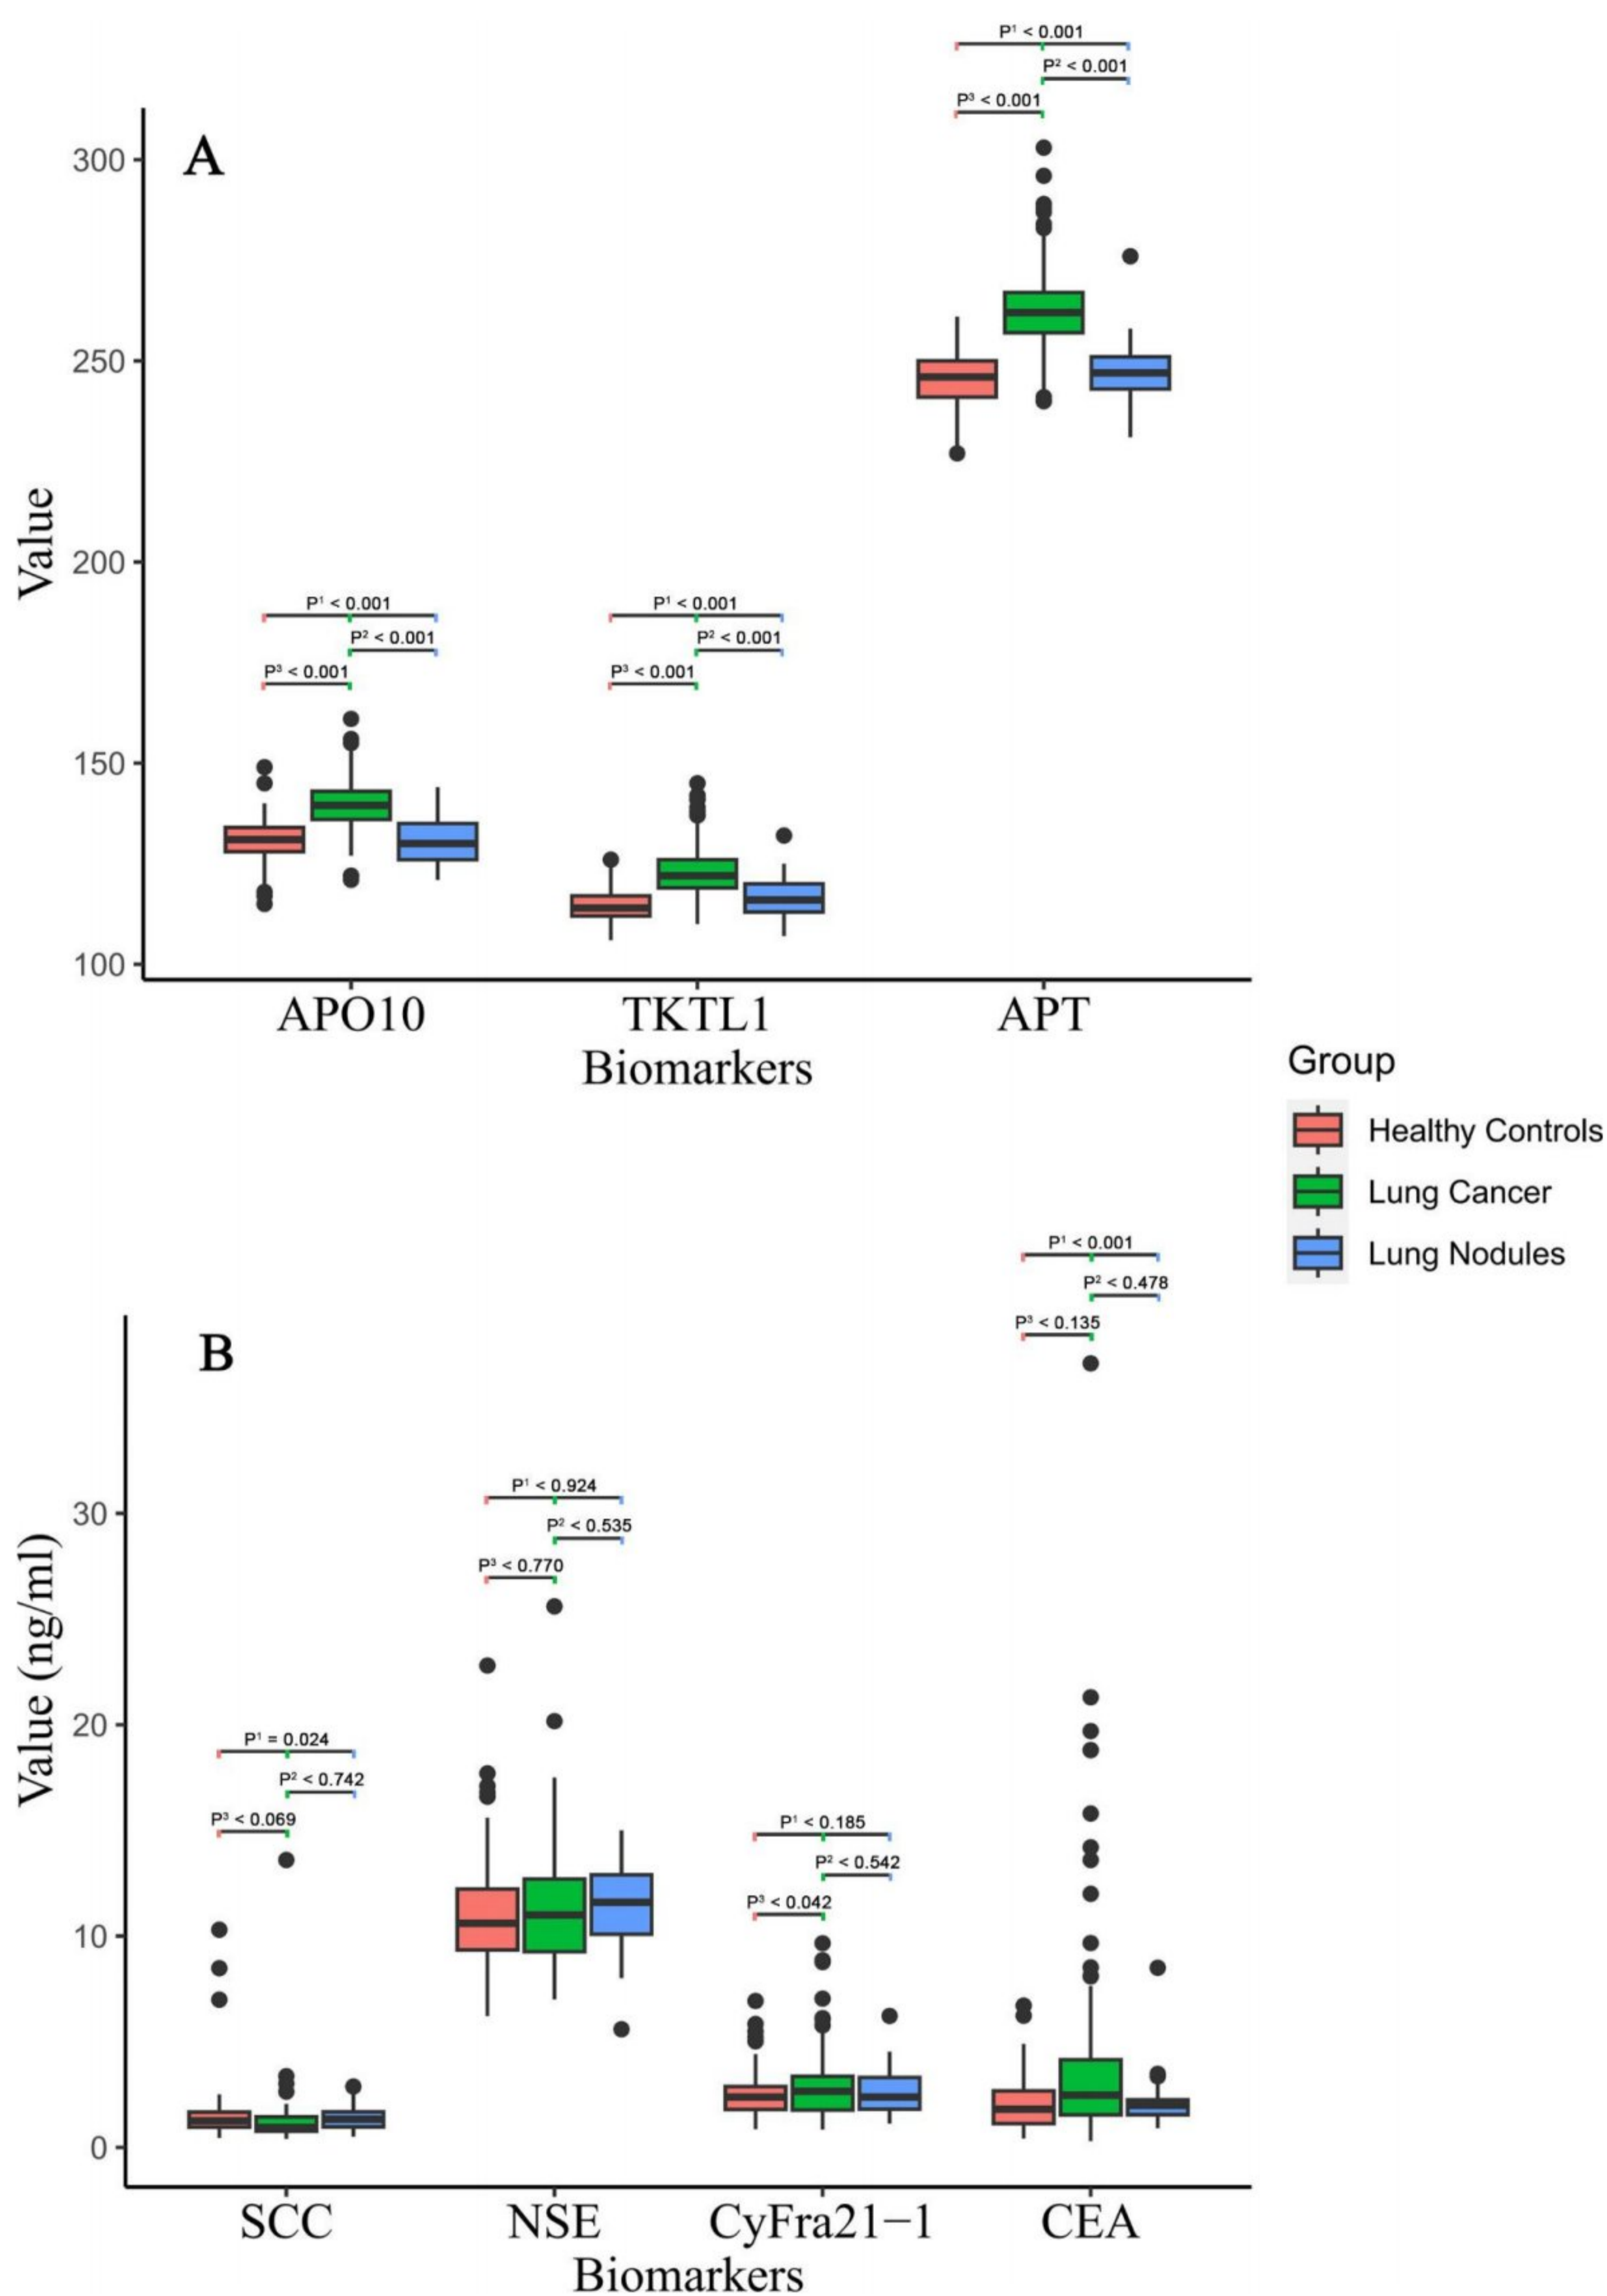 P¹ < 0.001
P² < 0.001
P³ < 0.001
A
300
250
200
150
100
Value
P¹ < 0.001
P² < 0.001
P³ < 0.001
P¹ < 0.001
P² < 0.001
P³ < 0.001
APO10 TKTL1 APT
Biomarkers
Group
Healthy Controls
Lung Cancer
Lung Nodules
P¹ < 0.001
P² < 0.478
P³ < 0.135
B
30
20
10
0
Value (ng/ml)
P¹ < 0.924
P² < 0.535
P³ < 0.770
P¹ = 0.024
P² < 0.742
P³ < 0.069
P¹ < 0.185
P² < 0.542
P³ < 0.042
SCC NSE CyFra21−1 CEA
Biomarkers